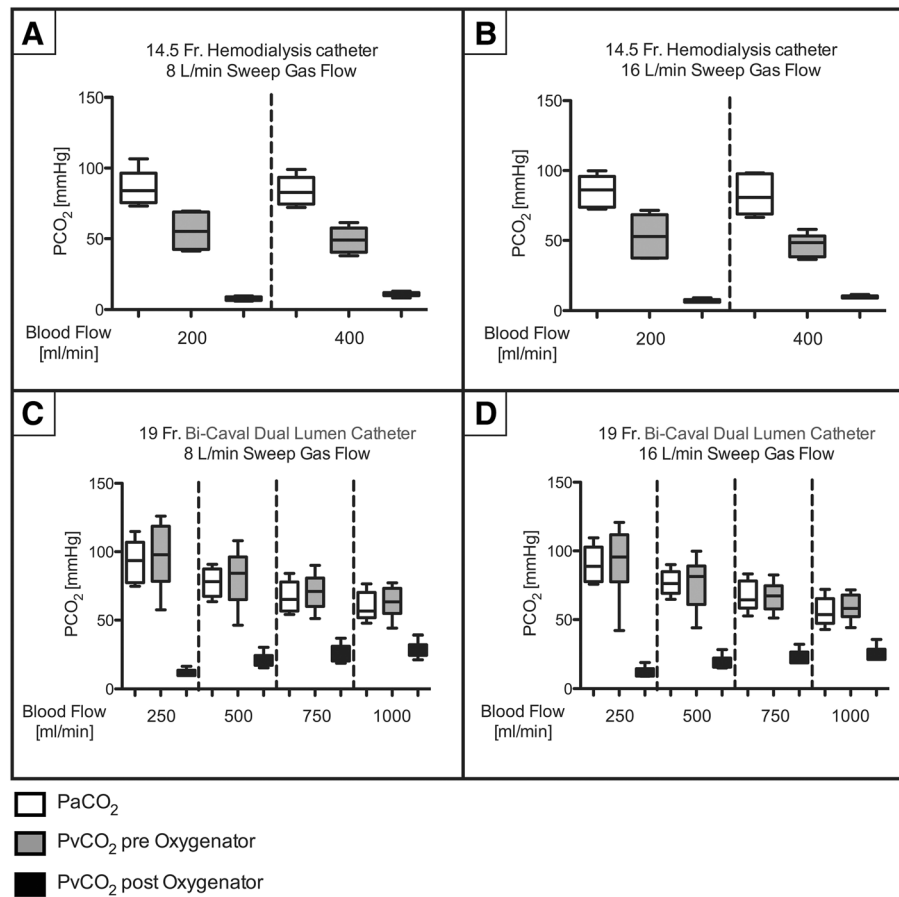 A
14.5 Fr. Hemodialysis catheter
8 L/min Sweep Gas Flow
150
100
50
0
PCO₂ [mmHg]
Blood Flow
[ml/min]
200
400
B
14.5 Fr. Hemodialysis catheter
16 L/min Sweep Gas Flow
150
100
50
0
PCO₂ [mmHg]
Blood Flow
[ml/min]
200
400
C
19 Fr. Bi-Caval Dual Lumen Catheter
8 L/min Sweep Gas Flow
150
100
50
0
PCO₂ [mmHg]
Blood Flow
[ml/min]
250
500
750
1000
D
19 Fr. Bi-Caval Dual Lumen Catheter
16 L/min Sweep Gas Flow
150
100
50
0
PCO₂ [mmHg]
Blood Flow
[ml/min]
250
500
750
1000
PaCO₂
PvCO₂ pre Oxygenator
PvCO₂ post Oxygenator